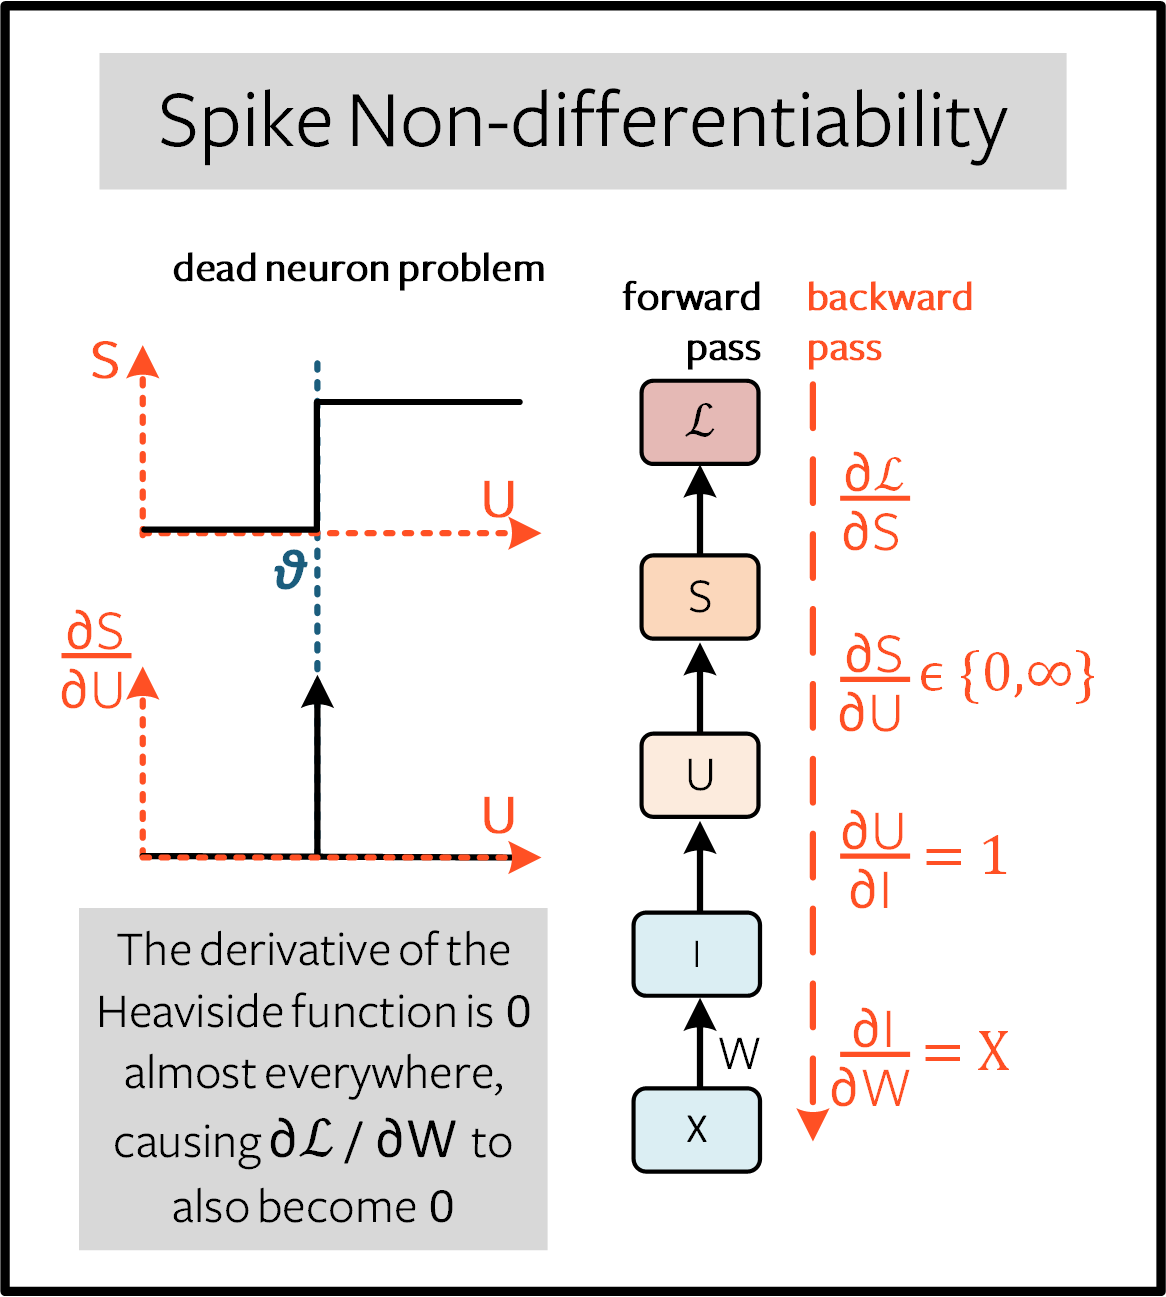 Spike Non-differentiability
dead neuron problem
S
U
ϑ
∂S
∂U
U
The derivative of the
Heaviside function is 0
almost everywhere,
causing ∂ℒ / ∂W to
also become 0
forward
pass
backward
pass
ℒ
S
U
I
W
X
∂ℒ
∂S
∂S
∂U
ϵ {0,∞}
∂U
∂I
= 1
∂I
∂W
= X